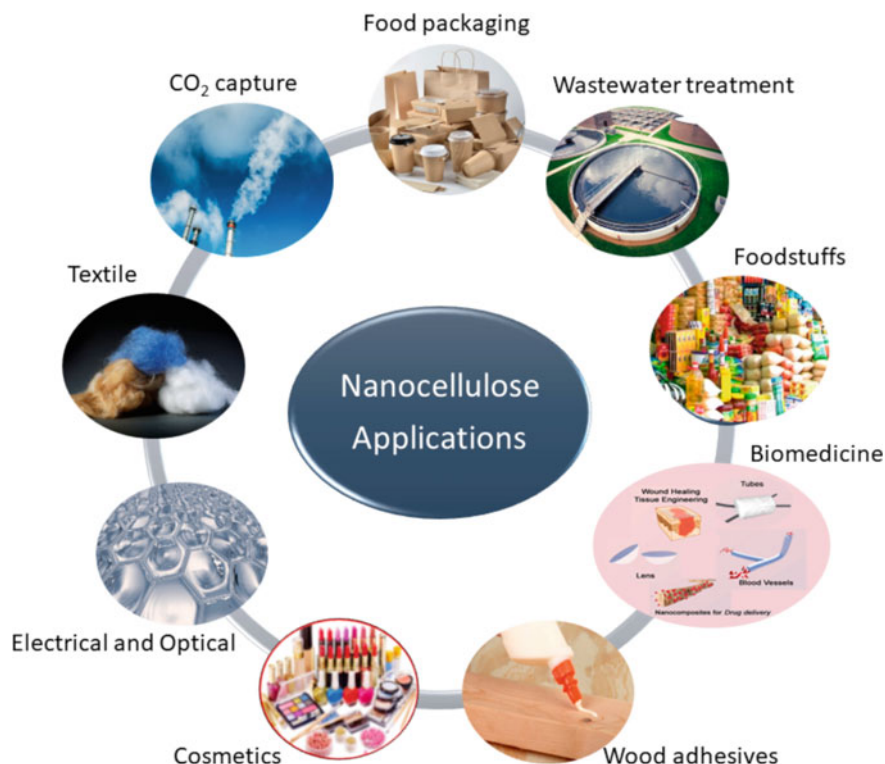 Food packaging
CO₂ capture
Wastewater treatment
Textile
Foodstuffs
Nanocellulose
Applications
Biomedicine
Wound Healing
Tissue Engineering
Tubes
Lens
Blood Vessels
Nanocomposites for Drug delivery
Electrical and Optical
Cosmetics
Wood adhesives